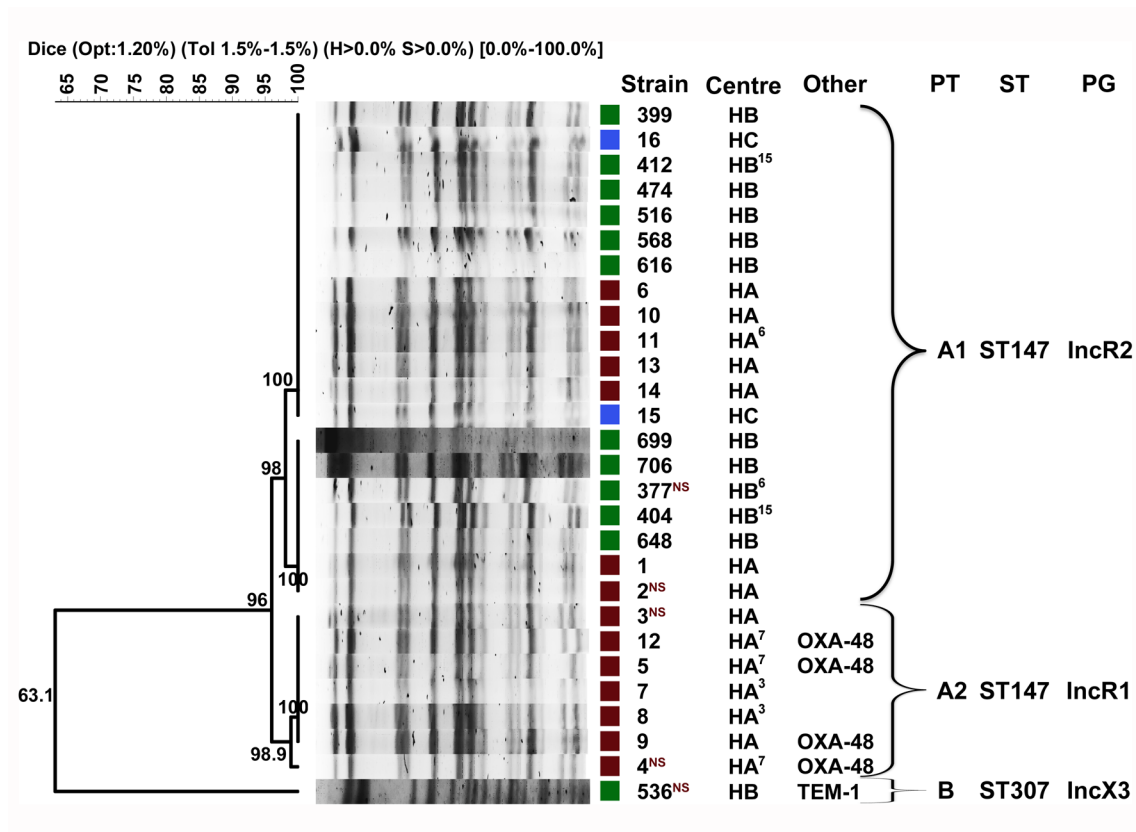 Dice (Opt:1.20%) (Tol 1.5%-1.5%) (H>0.0% S>0.0%) [0.0%-100.0%]
65 70 75 80 85 90 95 100
Strain Centre Other PT ST PG
399 HB
16 HC
412 HB15
474 HB
516 HB
568 HB
616 HB
6 HA
10 HA
11 HA6
A1 ST147 IncR2
13 HA
100
14 HA
15 HC
699 HB
98
706 HB
377NS HB6
404 HB15
648 HB
1 HA
100
2NS HA
96
3NS HA
12 HA7 OXA-48
5 HA7 OXA-48
63.1
7 HA3
A2 ST147 IncR1
100
8 HA3
9 HA OXA-48
98.9
4NS HA7 OXA-48
536NS HB TEM-1 B ST307 IncX3